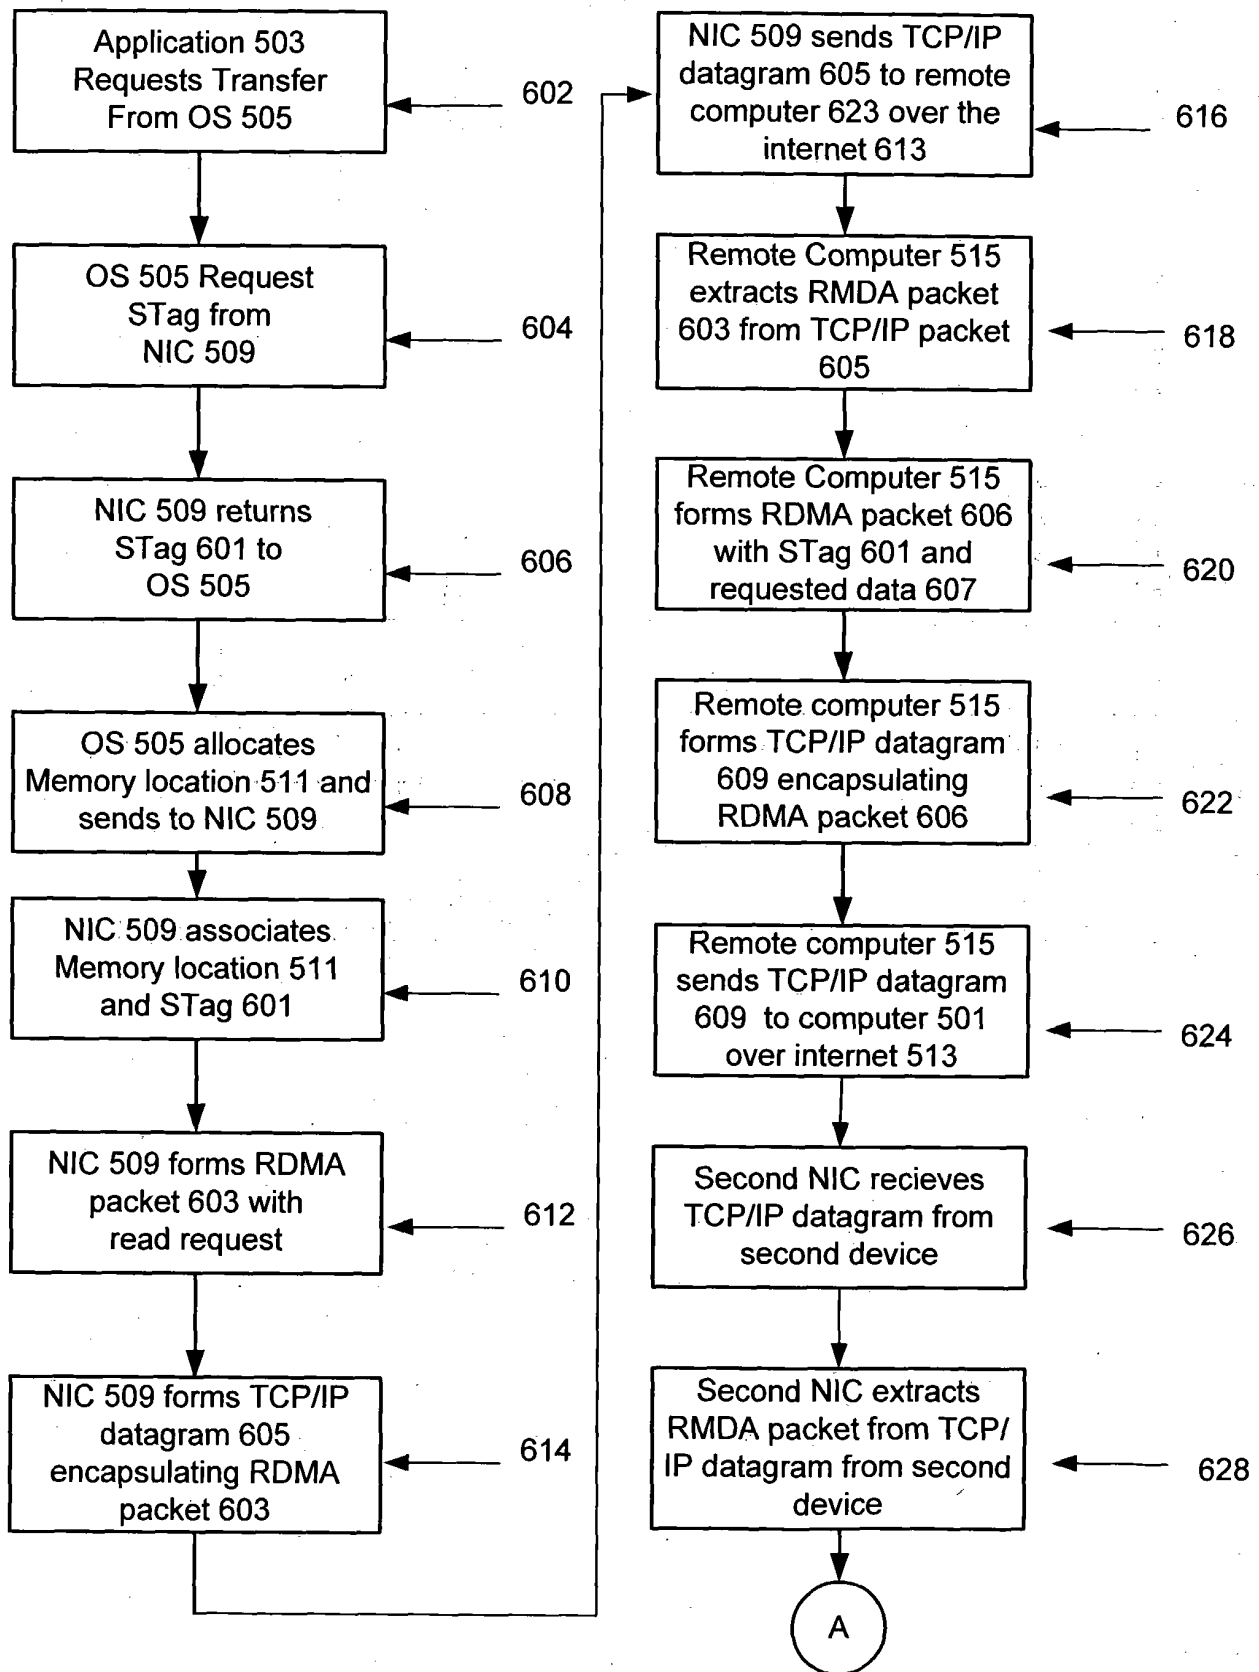 Application 503
Requests Transfer
From OS 505
602
OS 505 Request
STag from
NIC 509
604
NIC 509 returns
STag 601 to
OS 505
606
OS 505 allocates
Memory location 511 and
sends to NIC 509
608
NIC 509 associates
Memory location 511
and STag 601
610
NIC 509 forms RDMA
packet 603 with
read request
612
NIC 509 forms TCP/IP
datagram 605
encapsulating RDMA
packet 603
614
NIC 509 sends TCP/IP
datagram 605 to remote
computer 623 over the
internet 613
616
Remote Computer 515
extracts RMDA packet
603 from TCP/IP packet
605
618
Remote Computer 515
forms RDMA packet 606
with STag 601 and
requested data 607
620
Remote computer 515
forms TCP/IP datagram
609 encapsulating
RDMA packet 606
622
Remote computer 515
sends TCP/IP datagram
609 to computer 501
over internet 513
624
Second NIC recieves
TCP/IP datagram from
second device
626
Second NIC extracts
RMDA packet from TCP/
IP datagram from second
device
628
A